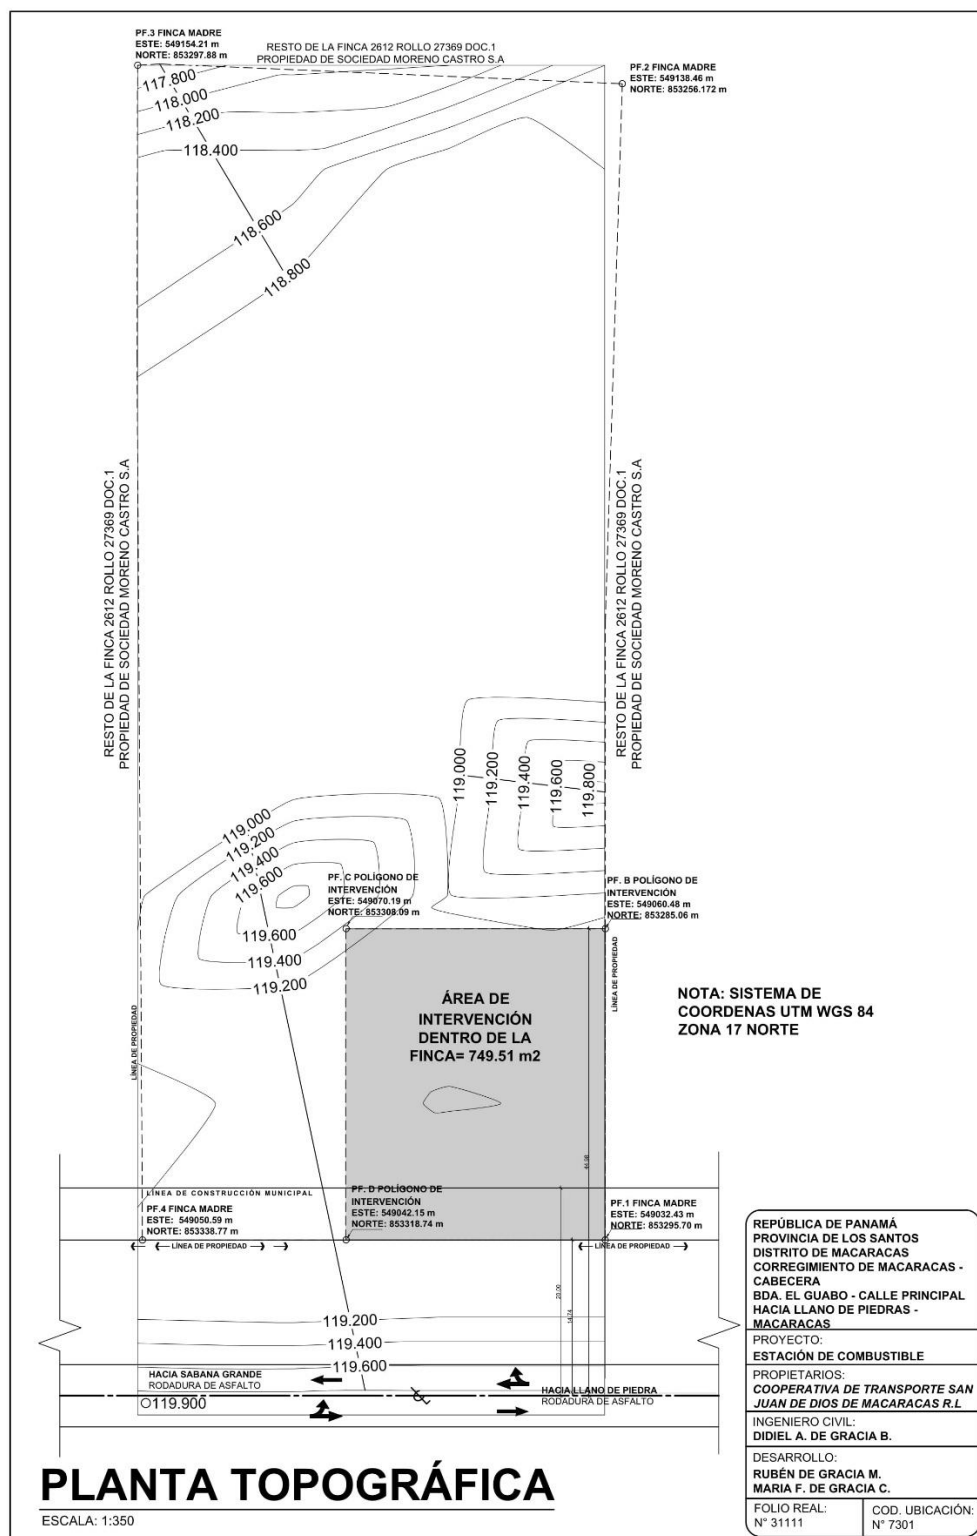 PF.3 FINCA MADRE
ESTE: 549154.21 m
NORTE: 853297.88 m
RESTO DE LA FINCA 2612 ROLLO 27369 DOC.1
PROPIEDAD DE SOCIEDAD MORENO CASTRO S.A
PF.2 FINCA MADRE
ESTE: 549138.46 m
NORTE: 853256.172 m
117.800
118.000
118.200
118.400
118.600
118.800
RESTO DE LA FINCA 2612 ROLLO 27369 DOC.1
PROPIEDAD DE SOCIEDAD MORENO CASTRO S.A
RESTO DE LA FINCA 2612 ROLLO 27369 DOC.1
PROPIEDAD DE SOCIEDAD MORENO CASTRO S.A
119.000
119.200
119.400
119.600
119.800
119.000
119.200
119.400
119.600
119.600
119.400
119.200
PF. C POLÍGONO DE
INTERVENCIÓN
ESTE: 549070.19 m
NORTE: 853308.09 m
PF. B POLÍGONO DE
INTERVENCIÓN
ESTE: 549060.48 m
NORTE: 853285.06 m
LÍNEA DE PROPIEDAD
LÍNEA DE PROPIEDAD
ÁREA DE
INTERVENCIÓN
DENTRO DE LA
FINCA= 749.51 m2
NOTA: SISTEMA DE
COORDENAS UTM WGS 84
ZONA 17 NORTE
LÍNEA DE CONSTRUCCIÓN MUNICIPAL
PF.4 FINCA MADRE
ESTE: 549050.59 m
NORTE: 853338.77 m
PF. D POLÍGONO DE
INTERVENCIÓN
ESTE: 549042.15 m
NORTE: 853318.74 m
PF.1 FINCA MADRE
ESTE: 549032.43 m
NORTE: 853295.70 m
LÍNEA DE PROPIEDAD
LÍNEA DE PROPIEDAD
14.74
119.200
119.400
119.600
HACIA SABANA GRANDE
RODADURA DE ASFALTO
HACIA LLANO DE PIEDRA
RODADURA DE ASFALTO
119.900
PLANTA TOPOGRÁFICA
ESCALA: 1:350
REPÚBLICA DE PANAMÁ
PROVINCIA DE LOS SANTOS
DISTRITO DE MACARACAS
CORREGIMIENTO DE MACARACAS -
CABECERA
BDA. EL GUABO - CALLE PRINCIPAL
HACIA LLANO DE PIEDRAS -
MACARACAS
PROYECTO:
ESTACIÓN DE COMBUSTIBLE
PROPIETARIOS:
COOPERATIVA DE TRANSPORTE SAN
JUAN DE DIOS DE MACARACAS R.L
INGENIERO CIVIL:
DIDIEL A. DE GRACIA B.
DESARROLLO:
RUBÉN DE GRACIA M.
MARIA F. DE GRACIA C.
FOLIO REAL:
N° 31111
COD. UBICACIÓN:
N° 7301